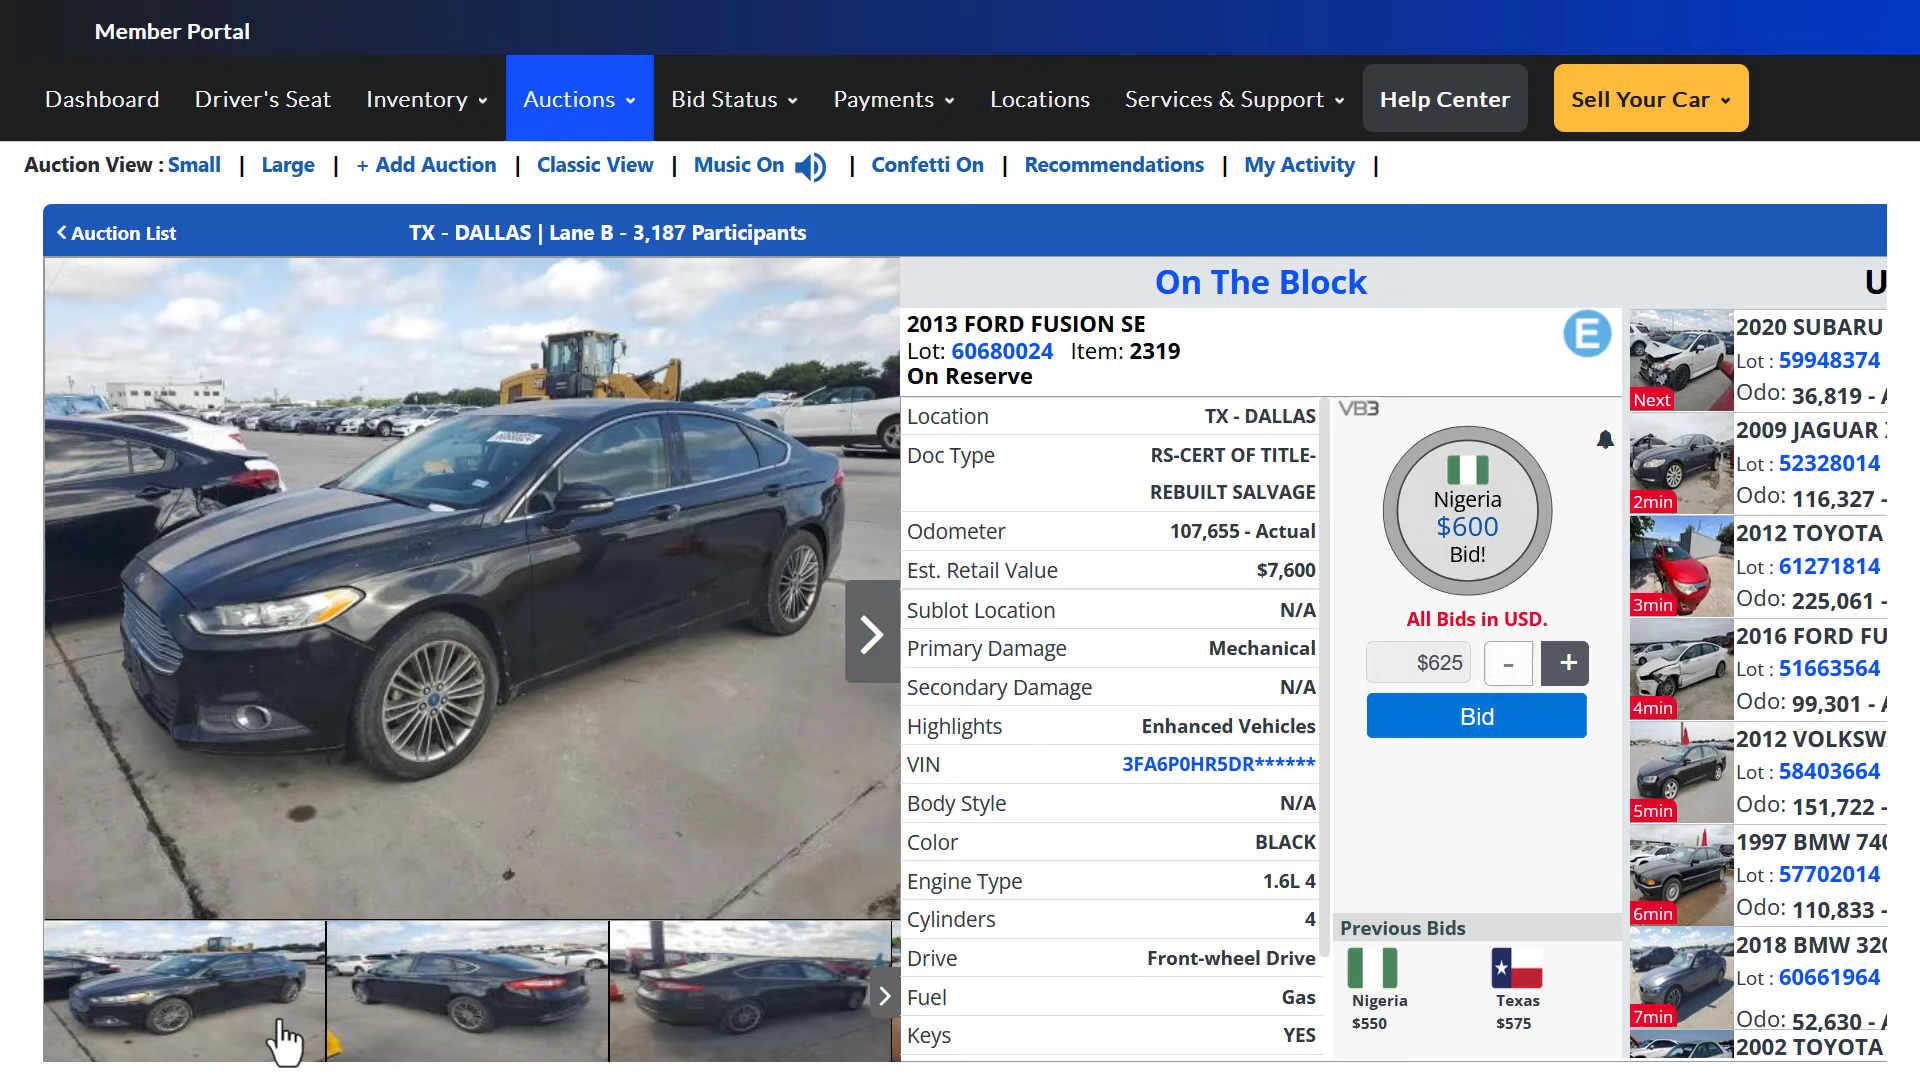 Member Portal
Dashboard Driver's Seat Inventory Auctions Bid Status Payments Locations Services & Support Help Center Sell Your Car
Auction View : Small | Large | + Add Auction | Classic View | Music On | Confetti On | Recommendations | My Activity |
Auction List
TX - DALLAS | Lane B - 3,187 Participants
On The Block
U
2013 FORD FUSION SE
Lot: 60680024 Item: 2319
On Reserve
E
Location TX - DALLAS
Doc Type RS-CERT OF TITLE-
REBUILT SALVAGE
Odometer 107,655 - Actual
Est. Retail Value $7,600
Sublot Location N/A
Primary Damage Mechanical
Secondary Damage N/A
Highlights Enhanced Vehicles
VIN 3FA6P0HR5DR******
Body Style N/A
Color BLACK
Engine Type 1.6L 4
Cylinders 4
Drive Front-wheel Drive
Fuel Gas
Keys YES
VB3
Nigeria
$600
Bid!
All Bids in USD.
$625 - +
Bid
Previous Bids
Nigeria
$550
Texas
$575
2020 SUBARU
Lot : 59948374
Odo: 36,819 - A
Next
2009 JAGUAR
Lot : 52328014
Odo: 116,327 -
2min
2012 TOYOTA
Lot : 61271814
Odo: 225,061 -
3min
2016 FORD FU
Lot : 51663564
Odo: 99,301 - A
4min
2012 VOLKSW
Lot : 58403664
Odo: 151,722 -
5min
1997 BMW 740
Lot : 57702014
Odo: 110,833 -
6min
2018 BMW 320
Lot : 60661964
Odo: 52,630 - A
7min
2002 TOYOTA